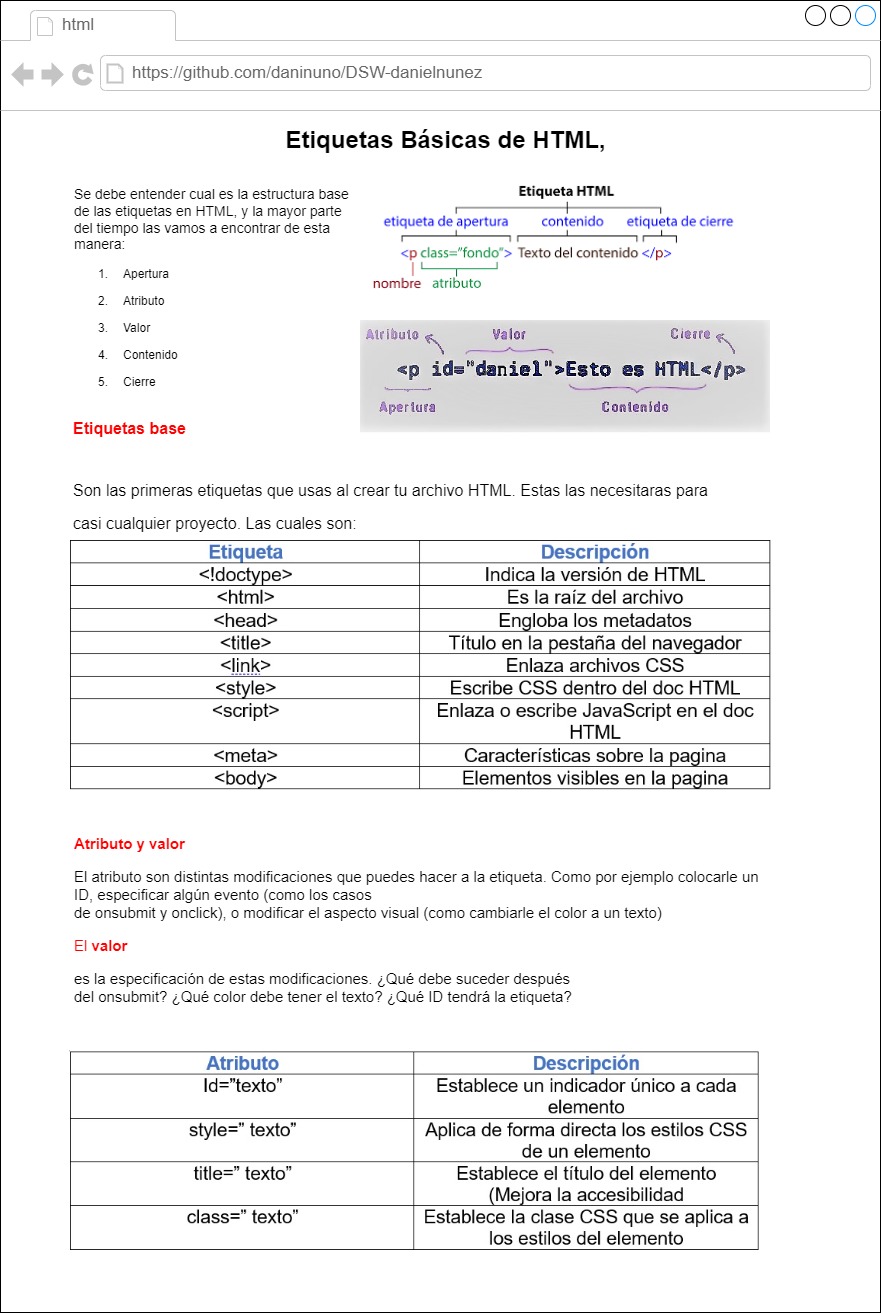 html
https://github.com/daninuno/DSW-danielnunez
Etiquetas Básicas de HTML,
Se debe entender cual es la estructura base
de las etiquetas en HTML, y la mayor parte
del tiempo las vamos a encontrar de esta
manera:
1. Apertura
2. Atributo
3. Valor
4. Contenido
5. Cierre
Etiqueta HTML
etiqueta de apertura contenido etiqueta de cierre
<p class="fondo"> Texto del contenido </p>
nombre atributo
Atributo Valor Cierre
<p id="daniel">Esto es HTML</p>
Apertura Contenido
Etiquetas base
Son las primeras etiquetas que usas al crear tu archivo HTML. Estas las necesitaras para
casi cualquier proyecto. Las cuales son:
Etiqueta Descripción
<!doctype> Indica la versión de HTML
<html> Es la raíz del archivo
<head> Engloba los metadatos
<title> Título en la pestaña del navegador
<link> Enlaza archivos CSS
<style> Escribe CSS dentro del doc HTML
<script> Enlaza o escribe JavaScript en el doc
HTML
<meta> Características sobre la pagina
<body> Elementos visibles en la pagina
Atributo y valor
El atributo son distintas modificaciones que puedes hacer a la etiqueta. Como por ejemplo colocarle un
ID, especificar algún evento (como los casos
de onsubmit y onclick), o modificar el aspecto visual (como cambiarle el color a un texto)
El valor
es la especificación de estas modificaciones. ¿Qué debe suceder después
del onsubmit? ¿Qué color debe tener el texto? ¿Qué ID tendrá la etiqueta?
Atributo Descripción
Id=”texto” Establece un indicador único a cada
elemento
style=” texto” Aplica de forma directa los estilos CSS
de un elemento
title=” texto” Establece el título del elemento
(Mejora la accesibilidad
class=” texto” Establece la clase CSS que se aplica a
los estilos del elemento